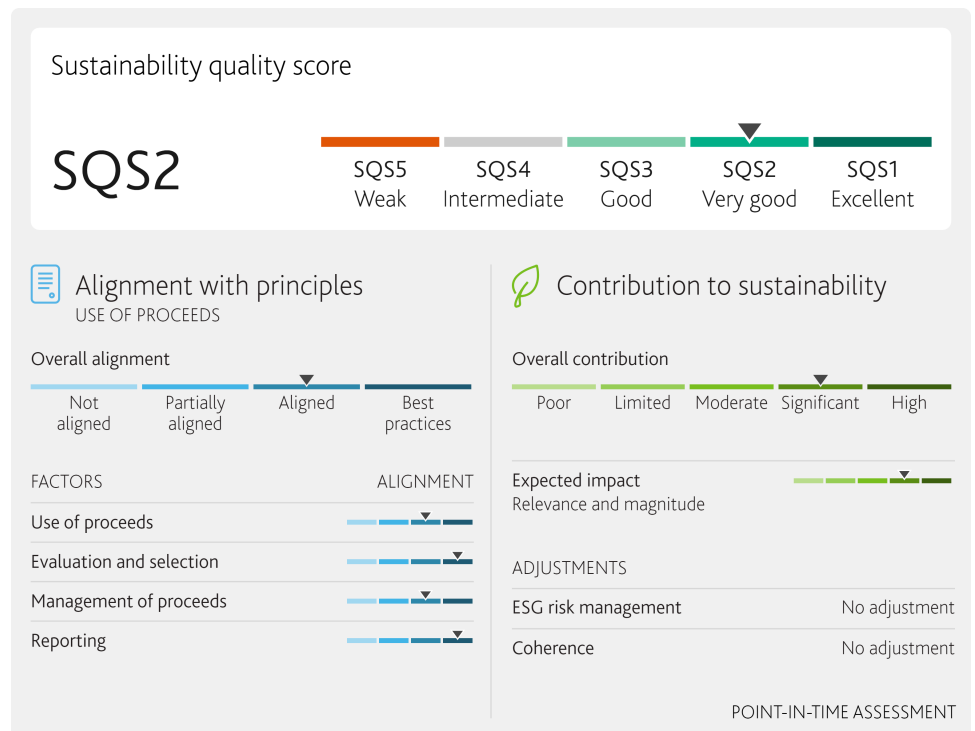 Sustainability quality score
SQS2
SQS5 SQS4 SQS3 SQS2 SQS1
Weak Intermediate Good Very good Excellent
Alignment with principles
USE OF PROCEEDS
Overall alignment
Not Partially Aligned Best
aligned aligned practices
FACTORS ALIGNMENT
Use of proceeds
Evaluation and selection
Management of proceeds
Reporting
Contribution to sustainability
Overall contribution
Poor Limited Moderate Significant High
Expected impact
Relevance and magnitude
ADJUSTMENTS
ESG risk management No adjustment
Coherence No adjustment
POINT-IN-TIME ASSESSMENT